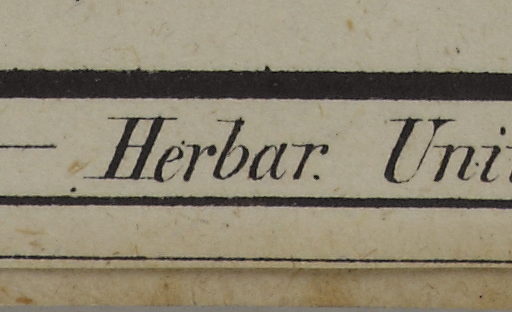 — Herbar. Uni